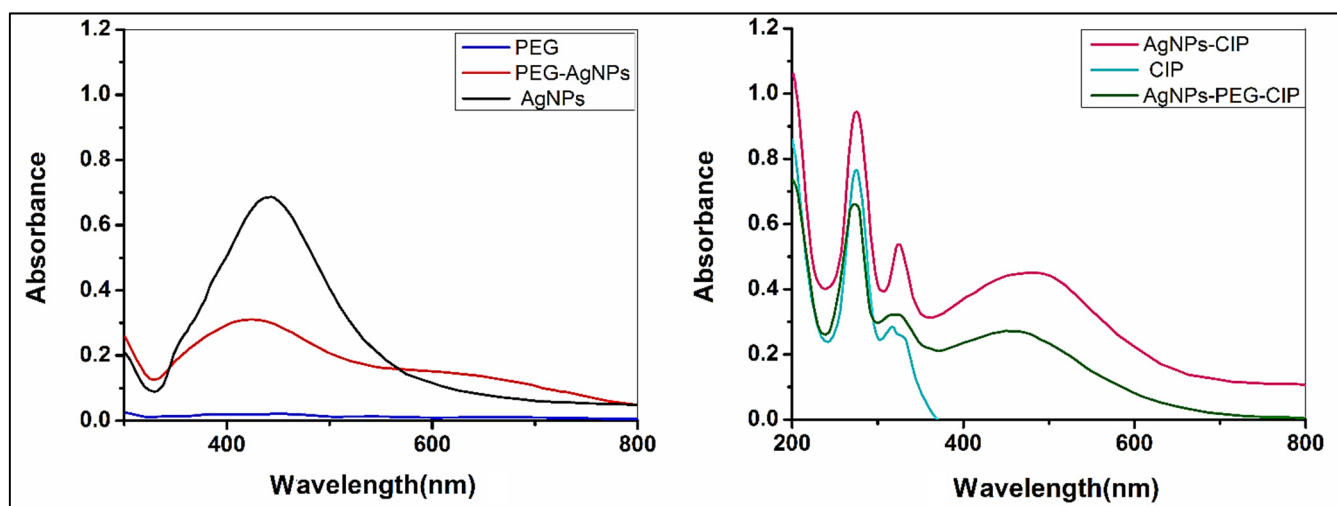 1.2
1.0
0.8
0.6
0.4
0.2
0.0
Absorbance
PEG
PEG-AgNPs
AgNPs
400
600
800
Wavelength(nm)
1.2
1.0
0.8
0.6
0.4
0.2
0.0
Absorbance
AgNPs-CIP
CIP
AgNPs-PEG-CIP
200
400
600
800
Wavelength(nm)